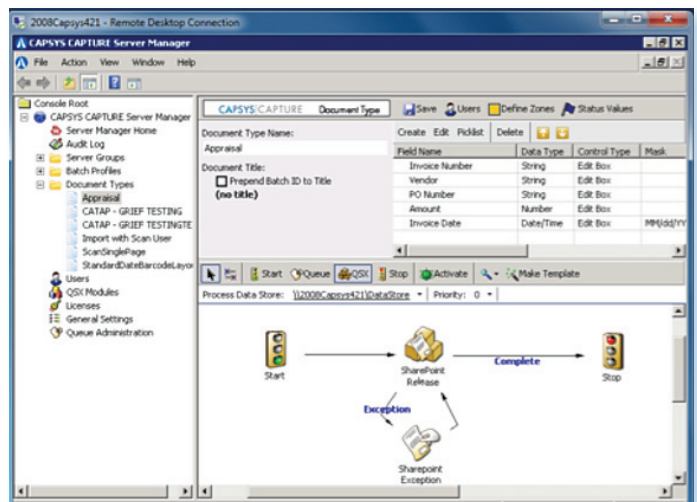 2008Capsys421 - Remote Desktop Connection
CAPSYS CAPTURE Server Manager
File Action View Window Help
Console Root
CAPSYS CAPTURE Server Manager
Server Manager Home
Audit Log
Server Groups
Batch Profiles
Document Types
Appraisal
CATAP - GRIEF TESTING
CATAP - GRIEF TESTINGTE
Import with Scan User
ScanSinglePage
StandardDateBarcodeLayou
Users
QSX Modules
Licenses
General Settings
Queue Administration
CAPSYS CAPTURE Document Type Save Users Define Zones Status Values
Document Type Name:
Appraisal
Document Title:
Prepend Batch ID to Title
(no title)
Create Edit Picklist Delete
Field Name Data Type Control Type Mask
Invoice Number String Edit Box
Vendor String Edit Box
PO Number String Edit Box
Amount Number Edit Box
Invoice Date Date/Time Edit Box MM/dd/YY
Start Queue QSX Stop Activate Make Template
Process Data Store: \\2008Capsys421\DataStore Priority: 0
Start
SharePoint Release
Complete
Stop
Exception
Sharepoint Exception